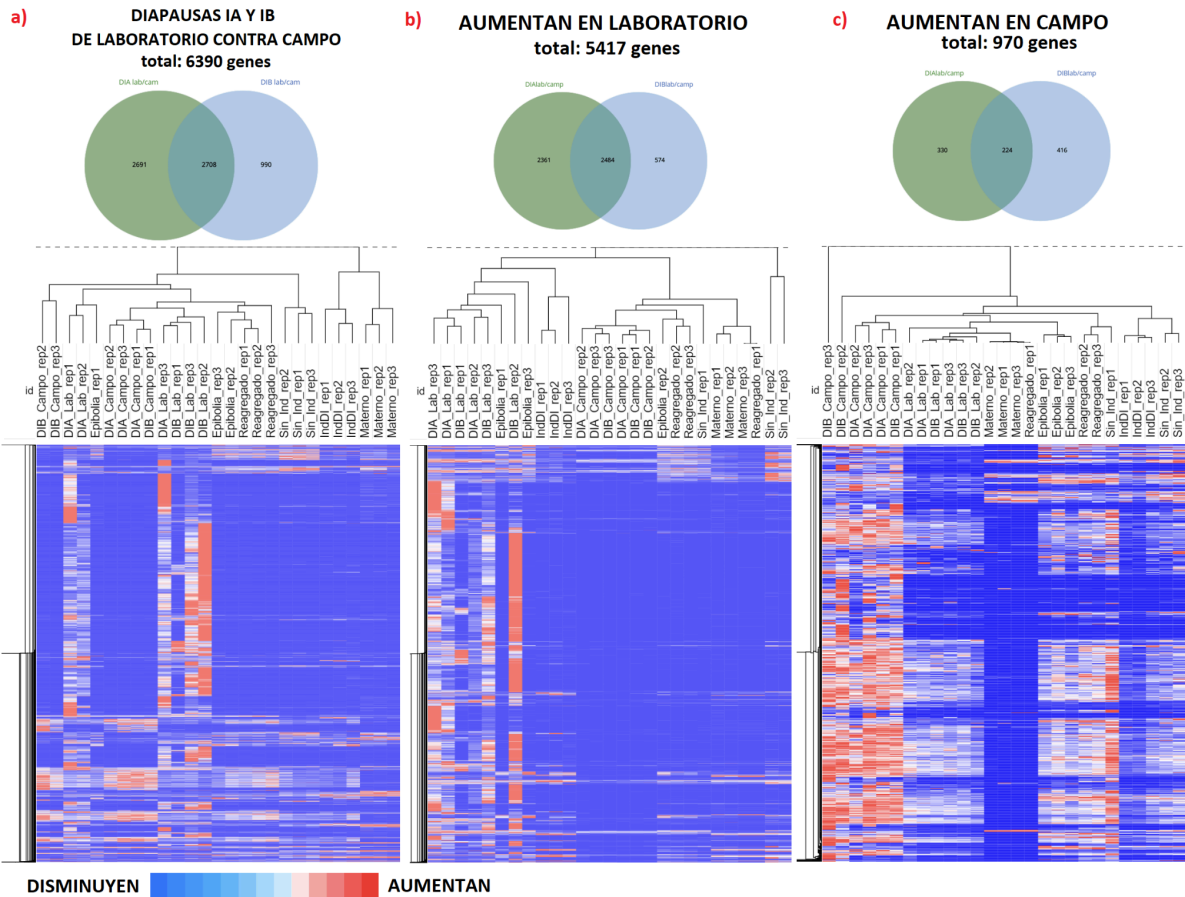 a)
DIAPAUSAS IA Y IB
DE LABORATORIO CONTRA CAMPO
total: 6390 genes
DIA lab/cam
DIB lab/cam
2691
2708
990
id
DIB_Campo_rep2
DIB_Campo_rep3
DIA_Lab_rep1
DIA_Lab_rep2
Epibolia_rep1
DIA_Campo_rep2
DIA_Campo_rep3
DIA_Campo_rep1
DIB_Campo_rep1
DIA_Lab_rep3
DIB_Lab_rep1
DIB_Lab_rep3
DIB_Lab_rep2
Epibolia_rep3
Epibolia_rep2
Reagregado_rep1
Reagregado_rep2
Reagregado_rep3
Sin_Ind_rep2
Sin_Ind_rep1
Sin_Ind_rep3
IndDI_rep1
IndDI_rep2
IndDI_rep3
Materno_rep1
Materno_rep2
Materno_rep3
b)
AUMENTAN EN LABORATORIO
total: 5417 genes
DIAlab/camp
DIBlab/camp
2361
2484
574
id
DIA_Lab_rep3
DIA_Lab_rep1
DIB_Lab_rep1
DIA_Lab_rep2
DIB_Lab_rep3
Epibolia_rep1
DIB_Lab_rep2
Epibolia_rep3
IndDI_rep1
IndDI_rep2
IndDI_rep3
DIA_Campo_rep2
DIA_Campo_rep3
DIB_Campo_rep3
DIA_Campo_rep1
DIB_Campo_rep1
DIB_Campo_rep2
Epibolia_rep2
Reagregado_rep2
Reagregado_rep3
Sin_Ind_rep1
Materno_rep1
Materno_rep2
Materno_rep3
Reagregado_rep1
Sin_Ind_rep2
Sin_Ind_rep3
c)
AUMENTAN EN CAMPO
total: 970 genes
DIAlab/camp
DIBlab/camp
330
224
416
id
DIB_Campo_rep3
DIB_Campo_rep2
DIA_Campo_rep2
DIA_Campo_rep3
DIA_Campo_rep1
DIB_Campo_rep1
DIA_Lab_rep2
DIA_Lab_rep1
DIA_Lab_rep3
DIB_Lab_rep1
DIB_Lab_rep3
DIB_Lab_rep2
Materno_rep2
Materno_rep3
Materno_rep1
Reagregado_rep1
Epibolia_rep1
Epibolia_rep2
Epibolia_rep3
Reagregado_rep2
Reagregado_rep3
Sin_Ind_rep1
IndDI_rep1
IndDI_rep2
IndDI_rep3
Sin_Ind_rep2
Sin_Ind_rep3
DISMINUYEN
AUMENTAN